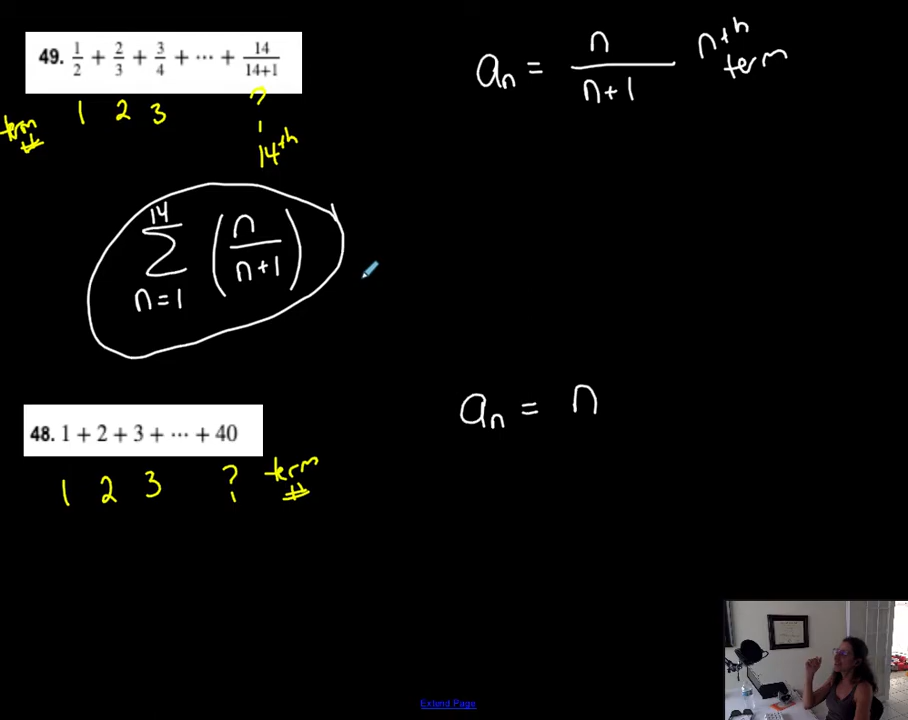 49. 1/2 + 2/3 + 3/4 + ··· + 14/14+1
term # 1 2 3 ?
14th
aₙ = n/n+1 nth term
14
∑ (n/n+1)
n=1
48. 1 + 2 + 3 + ··· + 40
1 2 3 ? term #
aₙ = n
Extend Page